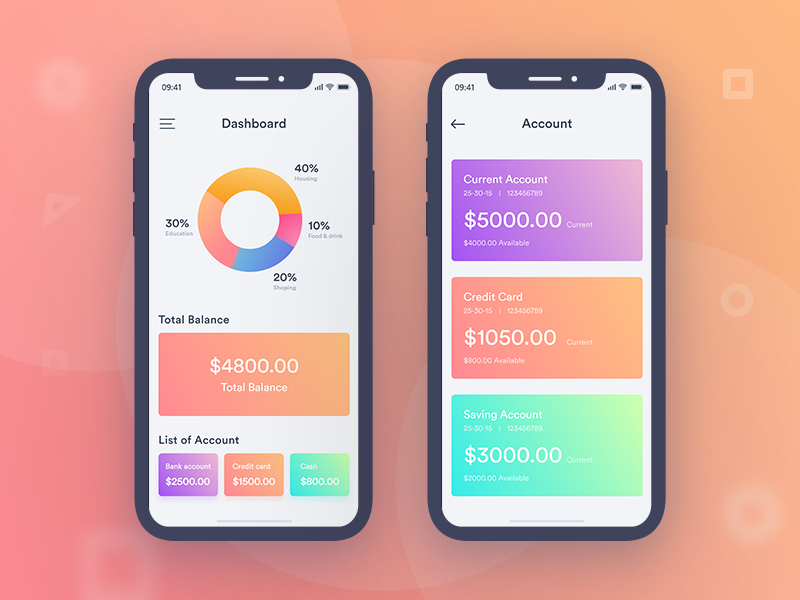 09:41
Dashboard
40%
Housing
30%
Education
10%
Food & drink
20%
Shoping
Total Balance
$4800.00
Total Balance
List of Account
Bank account
$2500.00
Credit card
$1500.00
Cash
$800.00
09:41
Account
Current Account
25-30-15 | 123456789
$5000.00 Current
$4000.00 Available
Credit Card
25-30-15 | 123456789
$1050.00 Current
$800.00 Available
Saving Account
25-30-15 | 123456789
$3000.00 Current
$2000.00 Available